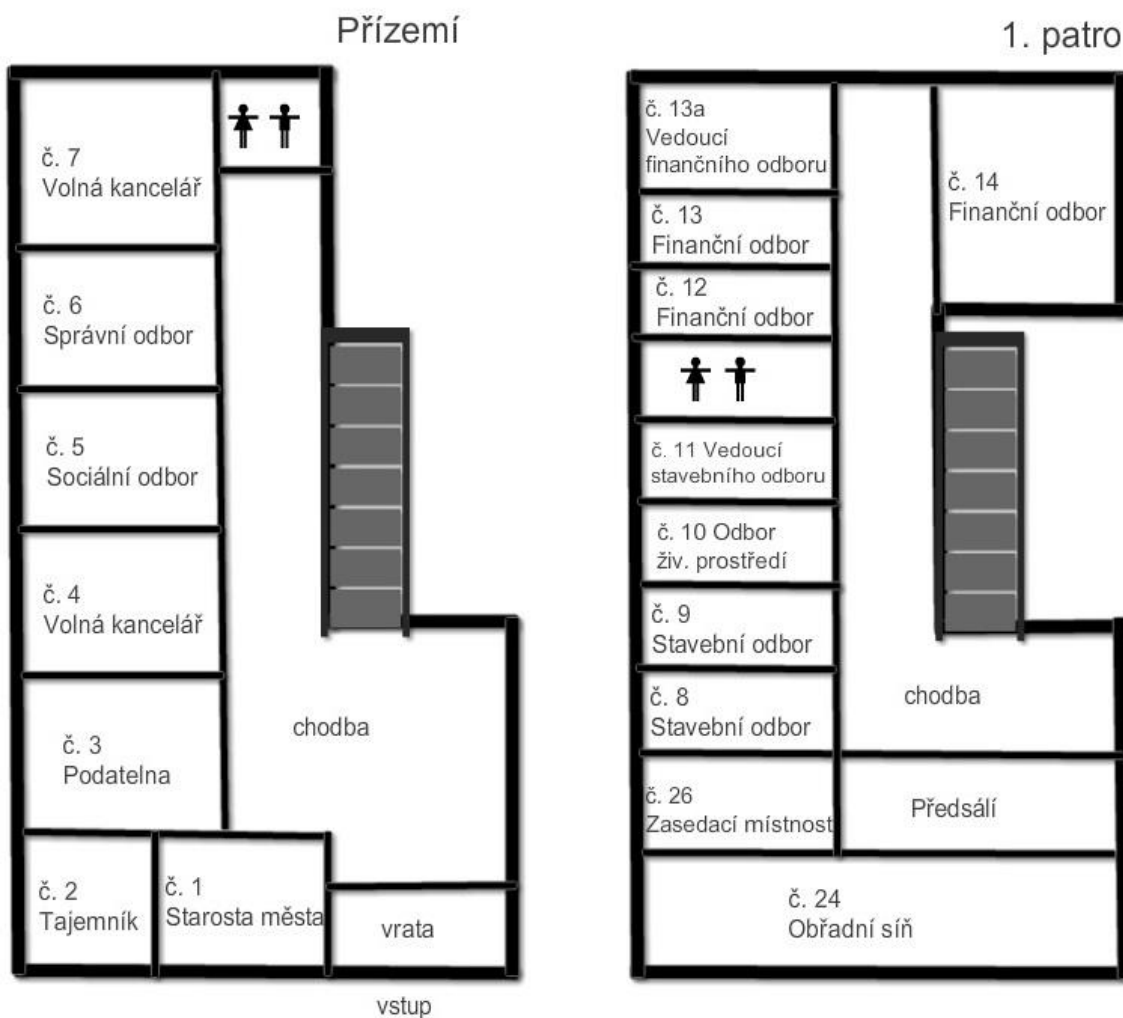 Přízemí
č. 7
Volná kancelář
č. 6
Správní odbor
č. 5
Sociální odbor
č. 4
Volná kancelář
č. 3
Podatelna
chodba
č. 2
Tajemník
č. 1
Starosta města
vrata
vstup
1. patro
č. 13a
Vedoucí
finančního odboru
č. 14
Finanční odbor
č. 13
Finanční odbor
č. 12
Finanční odbor
č. 11 Vedoucí
stavebního odboru
č. 10 Odbor
živ. prostředí
č. 9
Stavební odbor
č. 8
Stavební odbor
chodba
č. 26
Zasedací místnost
Předsálí
č. 24
Obřadní síň